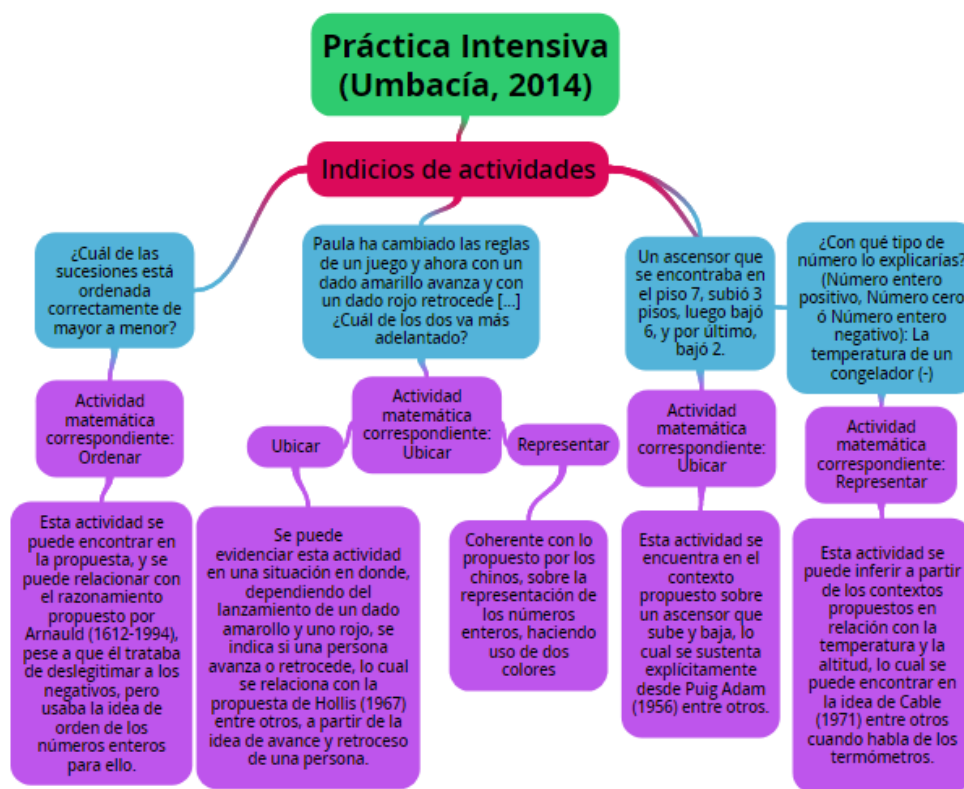 Práctica Intensiva
(Umbacía, 2014)
Indicios de actividades
¿Cuál de las
sucesiones está
ordenada
correctamente de
mayor a menor?
Actividad
matemática
correspondiente:
Ordenar
Esta actividad se
puede encontrar en
la propuesta, y se
puede relacionar con
el razonamiento
propuesto por
Arnauld (1612-1994),
pese a que él trataba
de deslegitimar a los
negativos, pero
usaba la idea de
orden de los
números enteros
para ello.
Paula ha cambiado las reglas
de un juego y ahora con un
dado amarillo avanza y con
un dado rojo retrocede [...]
¿Cuál de los dos va más
adelantado?
Actividad
matemática
correspondiente:
Ubicar
Ubicar
Se puede
evidenciar esta actividad
en una situación en donde,
dependiendo del
lanzamiento de un dado
amarollo y uno rojo, se
indica si una persona
avanza o retrocede, lo cual
se relaciona con la
propuesta de Hollis (1967)
entre otros, a partir de la
idea de avance y retroceso
de una persona.
Representar
Coherente con lo
propuesto por los
chinos, sobre la
representación de
los números
enteros, haciendo
uso de dos
colores
Un ascensor que
se encontraba en
el piso 7, subió 3
pisos, luego bajó
6, y por último,
bajó 2.
Actividad
matemática
correspondiente:
Ubicar
Esta actividad se
encuentra en el
contexto
propuesto sobre
un ascensor que
sube y baja, lo
cual se sustenta
explícitamente
desde Puig Adam
(1956) entre otros.
¿Con qué tipo de
número lo explicarías?
(Número entero
positivo, Número cero
ó Número entero
negativo): La
temperatura de un
congelador (-)
Actividad
matemática
correspondiente:
Representar
Esta actividad se
puede inferir a partir
de los contextos
propuestos en
relación con la
temperatura y la
altitud, lo cual se
puede encontrar en
la idea de Cable
(1971) entre otros
cuando habla de los
termómetros.